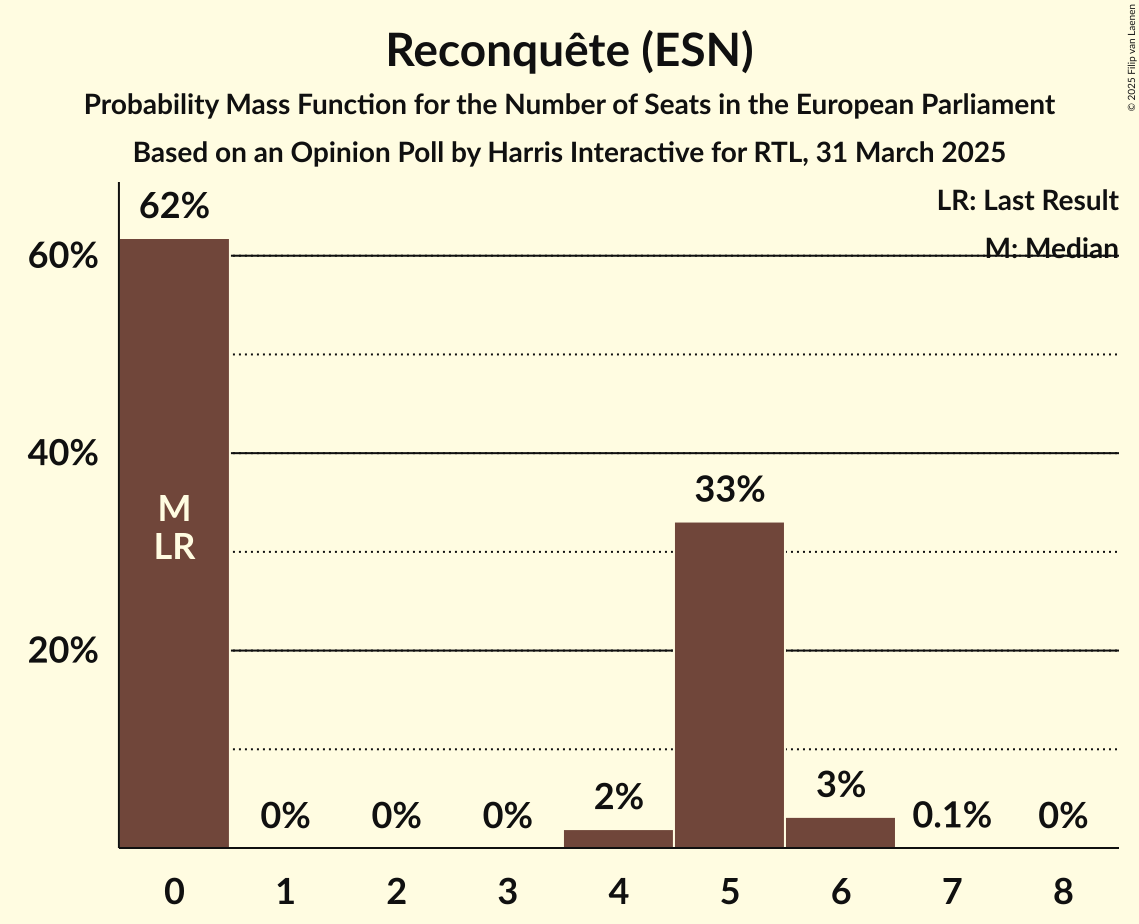 Reconquête (ESN)
Probability Mass Function for the Number of Seats in the European Parliament
Based on an Opinion Poll by Harris Interactive for RTL, 31 March 2025
© 2025 Filip van Laenen
LR: Last Result
M: Median
60%
40%
20%
62%
M
LR
0%
0%
0%
2%
33%
3%
0.1%
0%
0 1 2 3 4 5 6 7 8